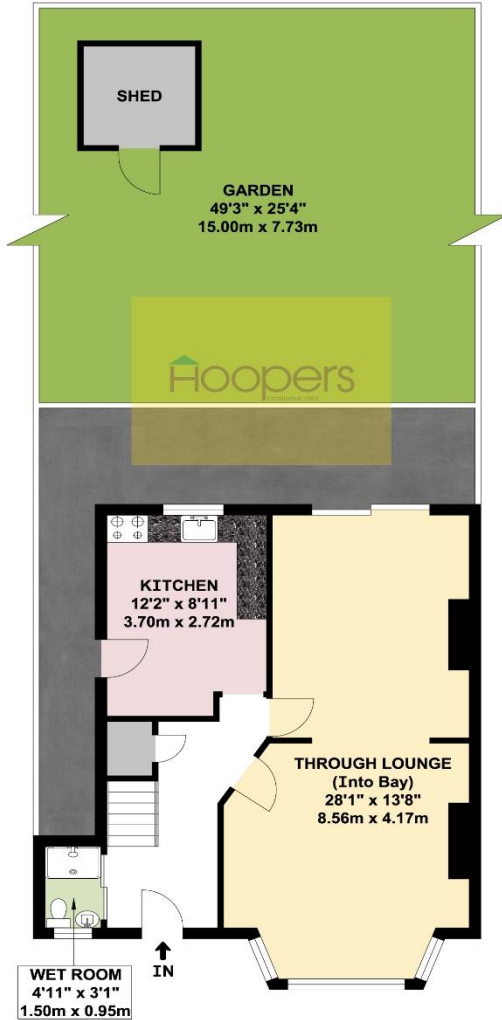 SHED
GARDEN
49'3" x 25'4"
15.00m x 7.73m
Hoopers
KITCHEN
12'2" x 8'11"
3.70m x 2.72m
THROUGH LOUNGE
(Into Bay)
28'1" x 13'8"
8.56m x 4.17m
IN
WET ROOM
4'11" x 3'1"
1.50m x 0.95m